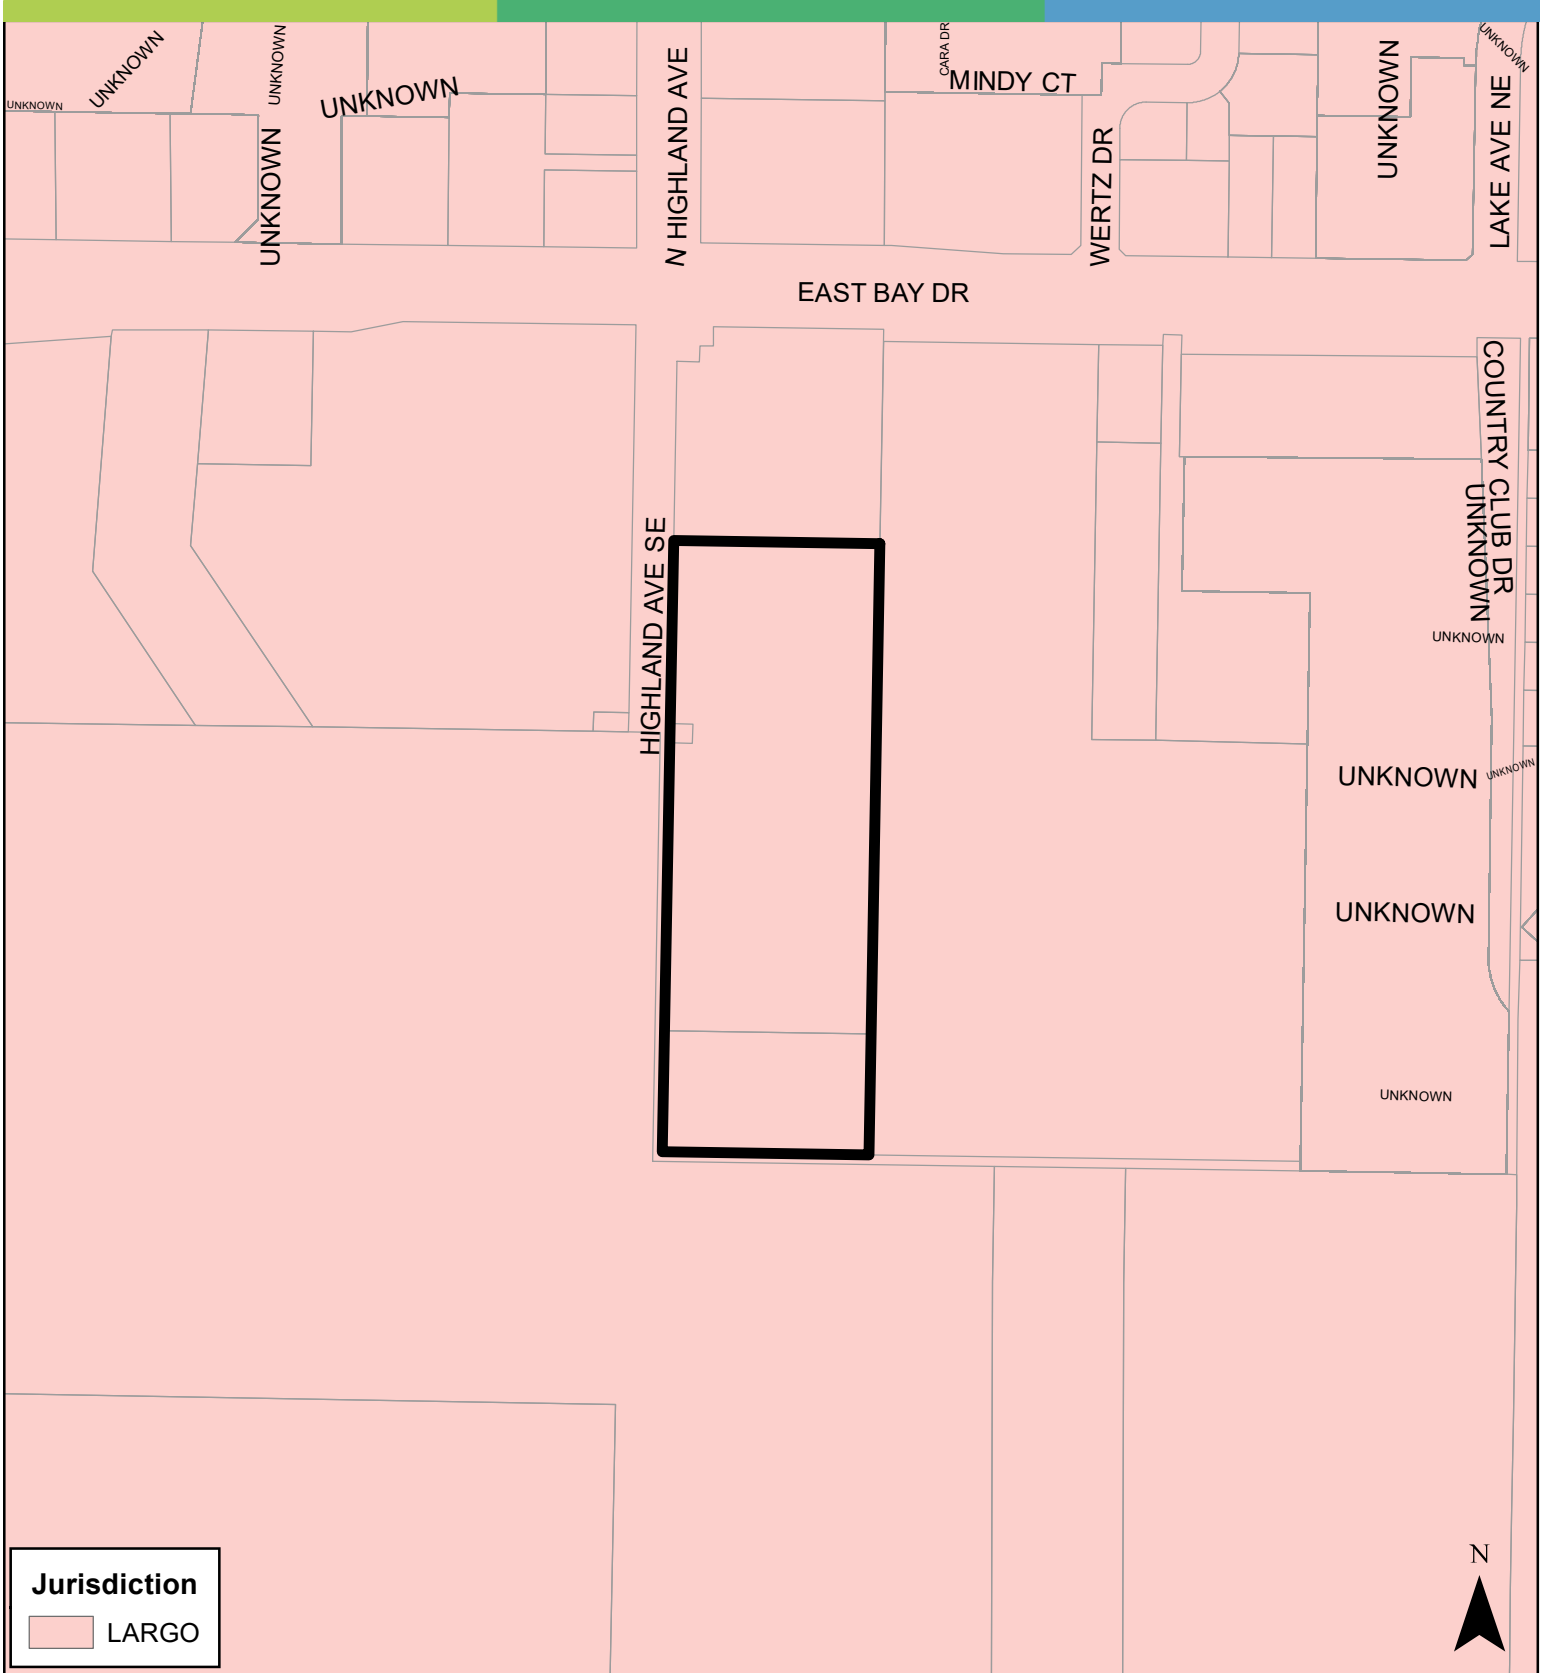 UNKNOWN
UNKNOWN
UNKNOWN
UNKNOWN
UNKNOWN
N HIGHLAND AVE
CARA DR
MINDY CT
WERTZ DR
UNKNOWN
LAKE AVE NE
UNKNOWN
EAST BAY DR
COUNTRY CLUB DR
UNKNOWN
HIGHLAND AVE SE
UNKNOWN
UNKNOWN
UNKNOWN
UNKNOWN
UNKNOWN
N
Jurisdiction
LARGO